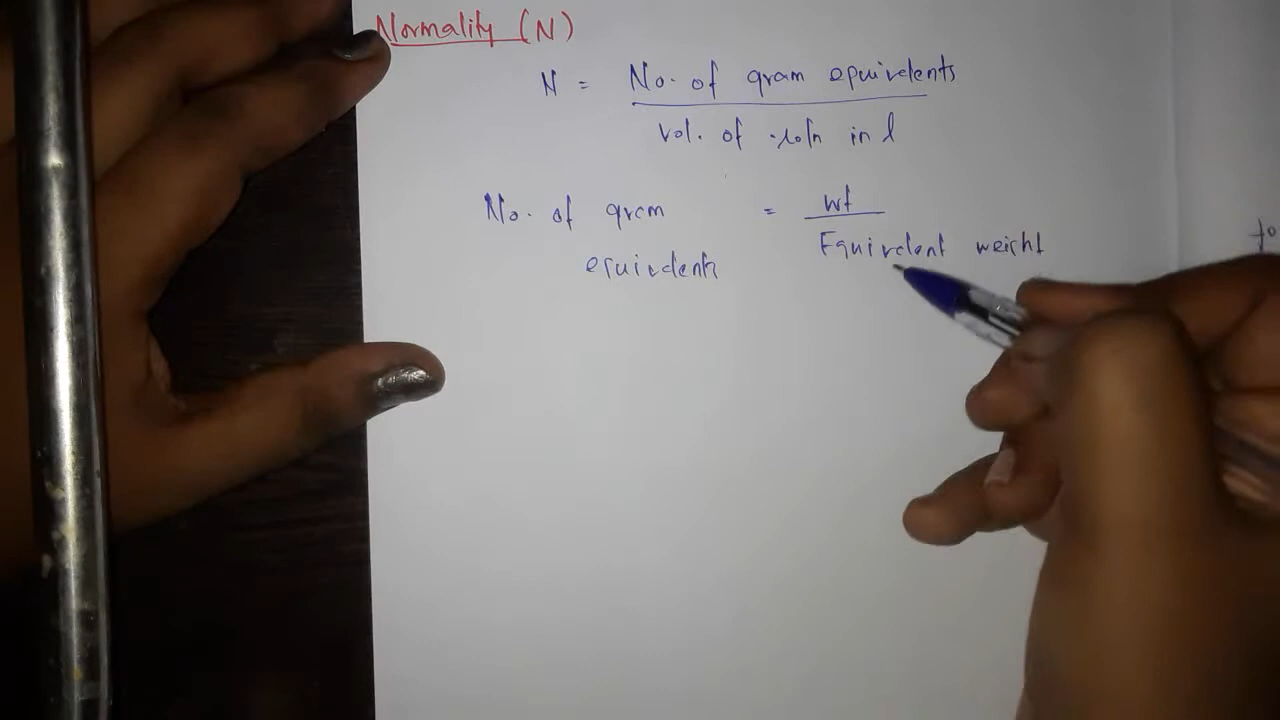 Normality (N)
N = No. of gram equivalents
vol. of soln in l
No. of gram = wt
equivalents Equivalent weight